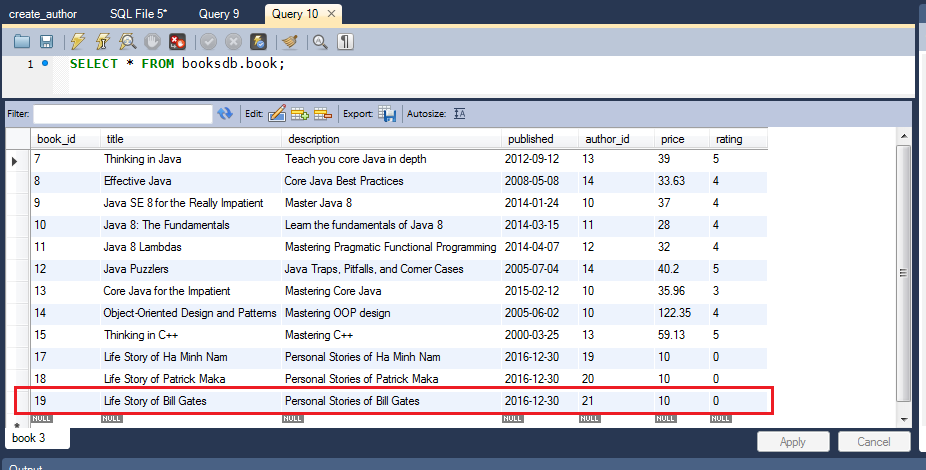 create_author SQL File 5* Query 9 Query 10 ×
1 SELECT * FROM booksdb.book;
Filter: Edit: Export: Autosize:
book_id title description published author_id price rating
7 Thinking in Java Teach you core Java in depth 2012-09-12 13 39 5
8 Effective Java Core Java Best Practices 2008-05-08 14 33.63 4
9 Java SE 8 for the Really Impatient Master Java 8 2014-01-24 10 37 4
10 Java 8: The Fundamentals Learn the fundamentals of Java 8 2014-03-15 11 28 4
11 Java 8 Lambdas Mastering Pragmatic Functional Programming 2014-04-07 12 32 4
12 Java Puzzlers Java Traps, Pitfalls, and Corner Cases 2005-07-04 14 40.2 5
13 Core Java for the Impatient Mastering Core Java 2015-02-12 10 35.96 3
14 Object-Oriented Design and Patterns Mastering OOP design 2005-06-02 10 122.35 4
15 Thinking in C++ Mastering C++ 2000-03-25 13 59.13 5
17 Life Story of Ha Minh Nam Personal Stories of Ha Minh Nam 2016-12-30 19 10 0
18 Life Story of Patrick Maka Personal Stories of Patrick Maka 2016-12-30 20 10 0
19 Life Story of Bill Gates Personal Stories of Bill Gates 2016-12-30 21 10 0
* NULL NULL NULL NULL NULL NULL NULL
book 3 Apply Cancel
Output